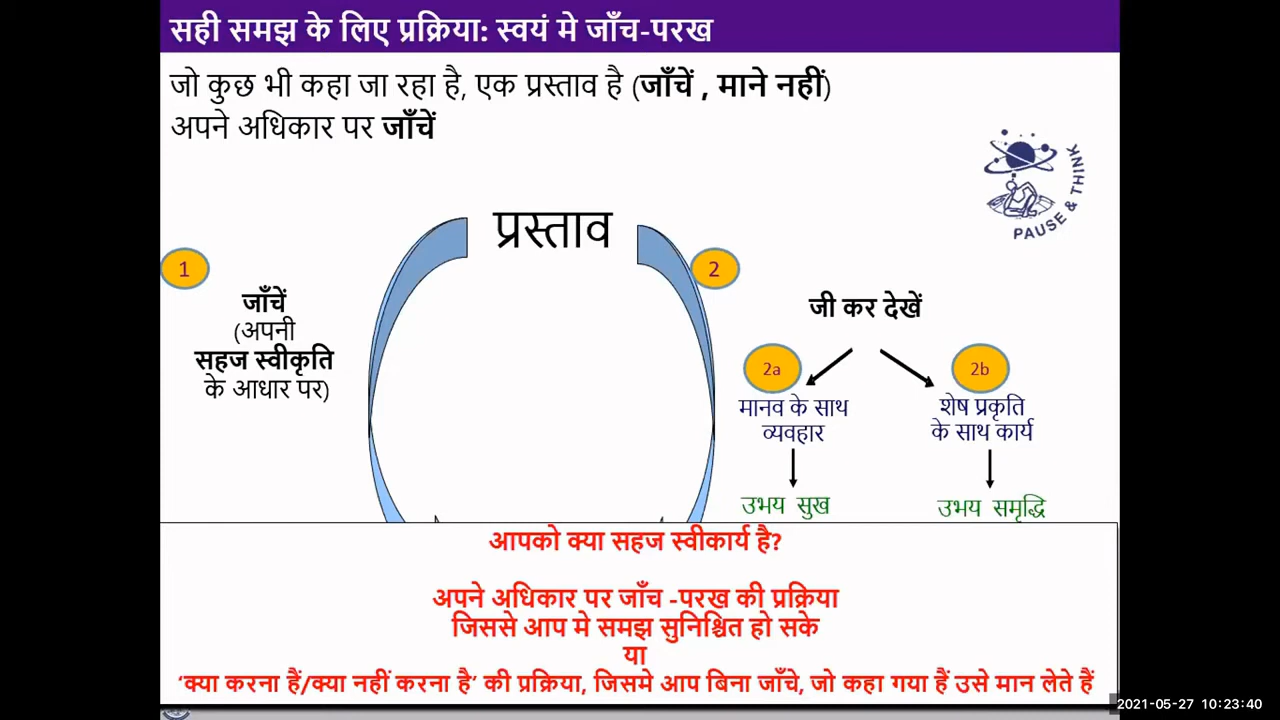 सही समझ के लिए प्रक्रिया: स्वयं मे जाँच-परख
जो कुछ भी कहा जा रहा है, एक प्रस्ताव है (जाँचें , माने नहीं)
अपने अधिकार पर जाँचें
PAUSE & THINK
प्रस्ताव
1
जाँचें
(अपनी
सहज स्वीकृति
के आधार पर)
2
जी कर देखें
2a
मानव के साथ
व्यवहार
उभय सुख
2b
शेष प्रकृति
के साथ कार्य
उभय समृद्धि
आपको क्या सहज स्वीकार्य है?
अपने अधिकार पर जाँच -परख की प्रक्रिया
जिससे आप मे समझ सुनिश्चित हो सके
या
‘क्या करना हैं/क्या नहीं करना है’ की प्रक्रिया, जिसमे आप बिना जाँचे, जो कहा गया हैं उसे मान लेते हैं
2021-05-27 10:23:40